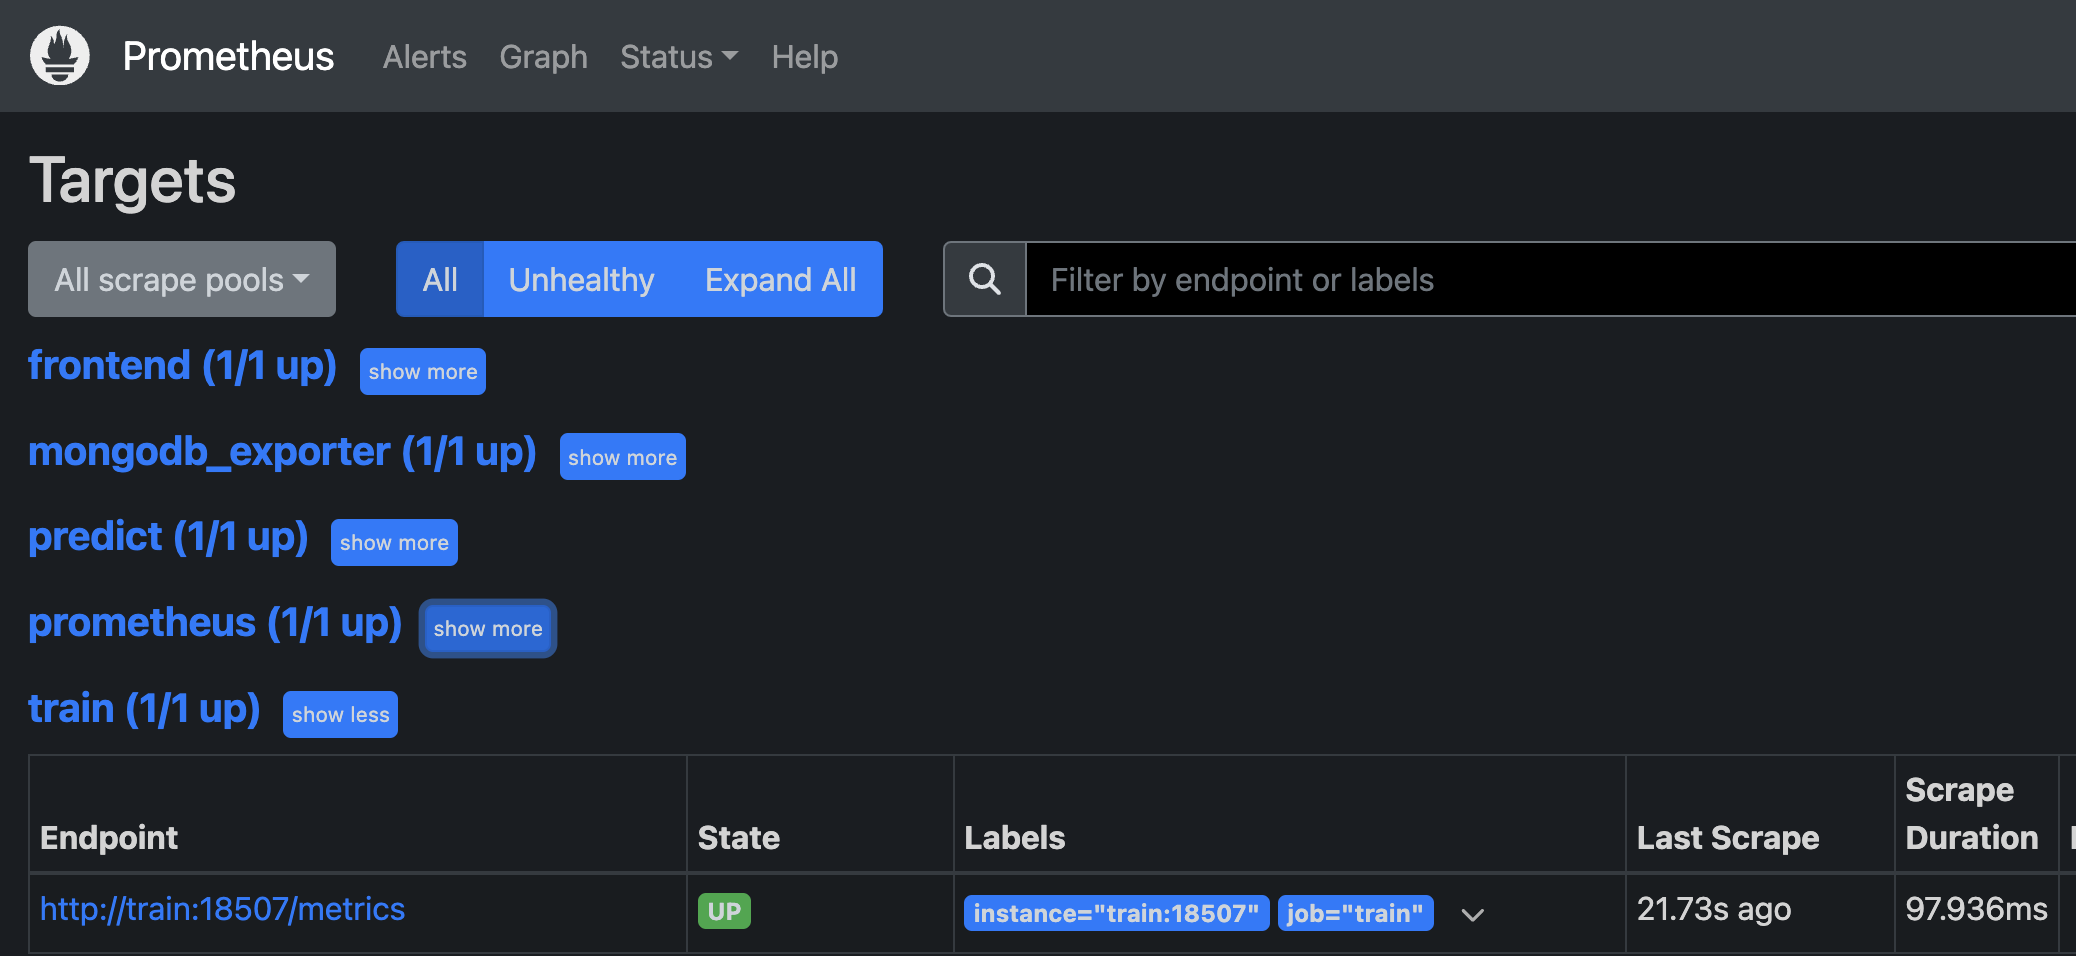 Prometheus Alerts Graph Status Help
Targets
All scrape pools All Unhealthy Expand All Filter by endpoint or labels
frontend (1/1 up) show more
mongodb_exporter (1/1 up) show more
predict (1/1 up) show more
prometheus (1/1 up) show more
train (1/1 up) show less
Endpoint State Labels Last Scrape Scrape Duration
http://train:18507/metrics UP instance="train:18507" job="train" 21.73s ago 97.936ms